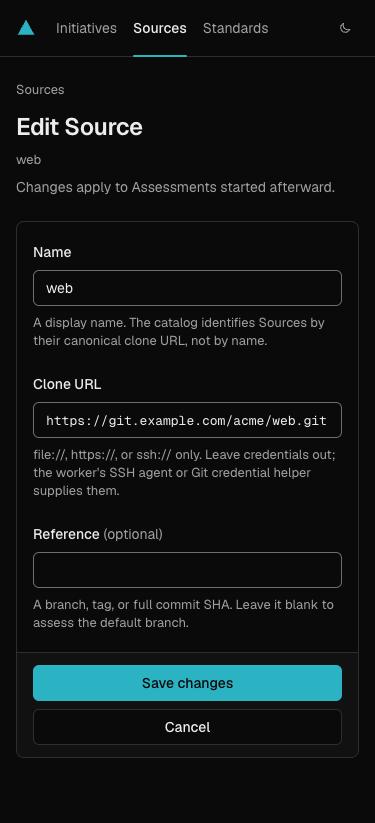 Initiatives Sources Standards
Sources
Edit Source
web
Changes apply to Assessments started afterward.
Name
web
A display name. The catalog identifies Sources by
their canonical clone URL, not by name.
Clone URL
https://git.example.com/acme/web.git
file://, https://, or ssh:// only. Leave credentials out;
the worker's SSH agent or Git credential helper
supplies them.
Reference (optional)
A branch, tag, or full commit SHA. Leave it blank to
assess the default branch.
Save changes
Cancel